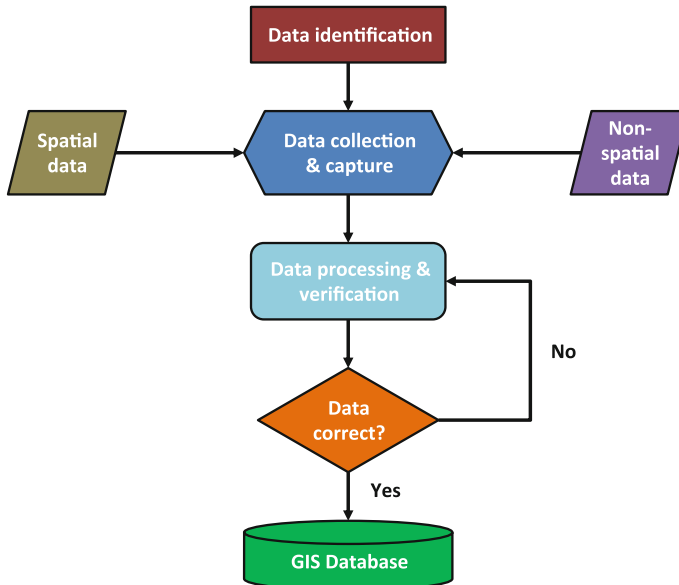 Data identification
Spatial
data
Data collection
& capture
Non-
spatial
data
Data processing &
verification
No
Data
correct?
Yes
GIS Database